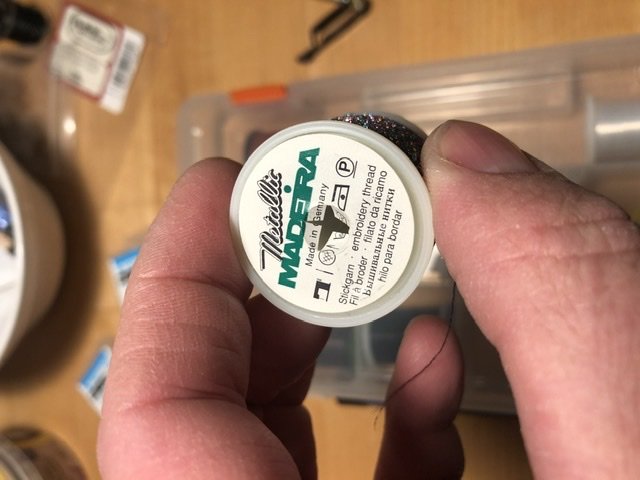 Metallic
MADEIRA
Made in Germany
P
Stickgarn · embroidery thread
Fil à broder · filato da ricamo
Вышивальные нитки
hilo para bordar